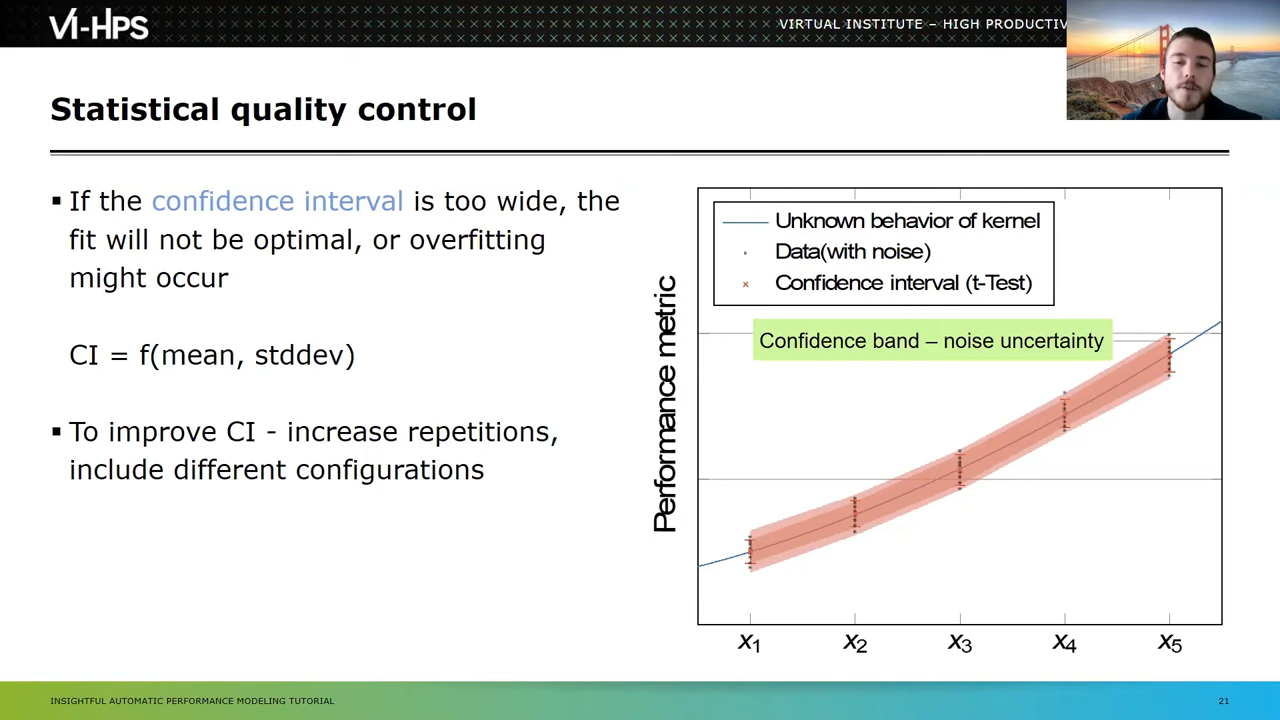 VI-HPS
VIRTUAL INSTITUTE – HIGH PRODUCTIV
Statistical quality control
▪ If the confidence interval is too wide, the
fit will not be optimal, or overfitting
might occur
CI = f(mean, stddev)
▪ To improve CI - increase repetitions,
include different configurations
Performance metric
Unknown behavior of kernel
Data(with noise)
Confidence interval (t-Test)
Confidence band – noise uncertainty
x1 x2 x3 x4 x5
INSIGHTFUL AUTOMATIC PERFORMANCE MODELING TUTORIAL
21